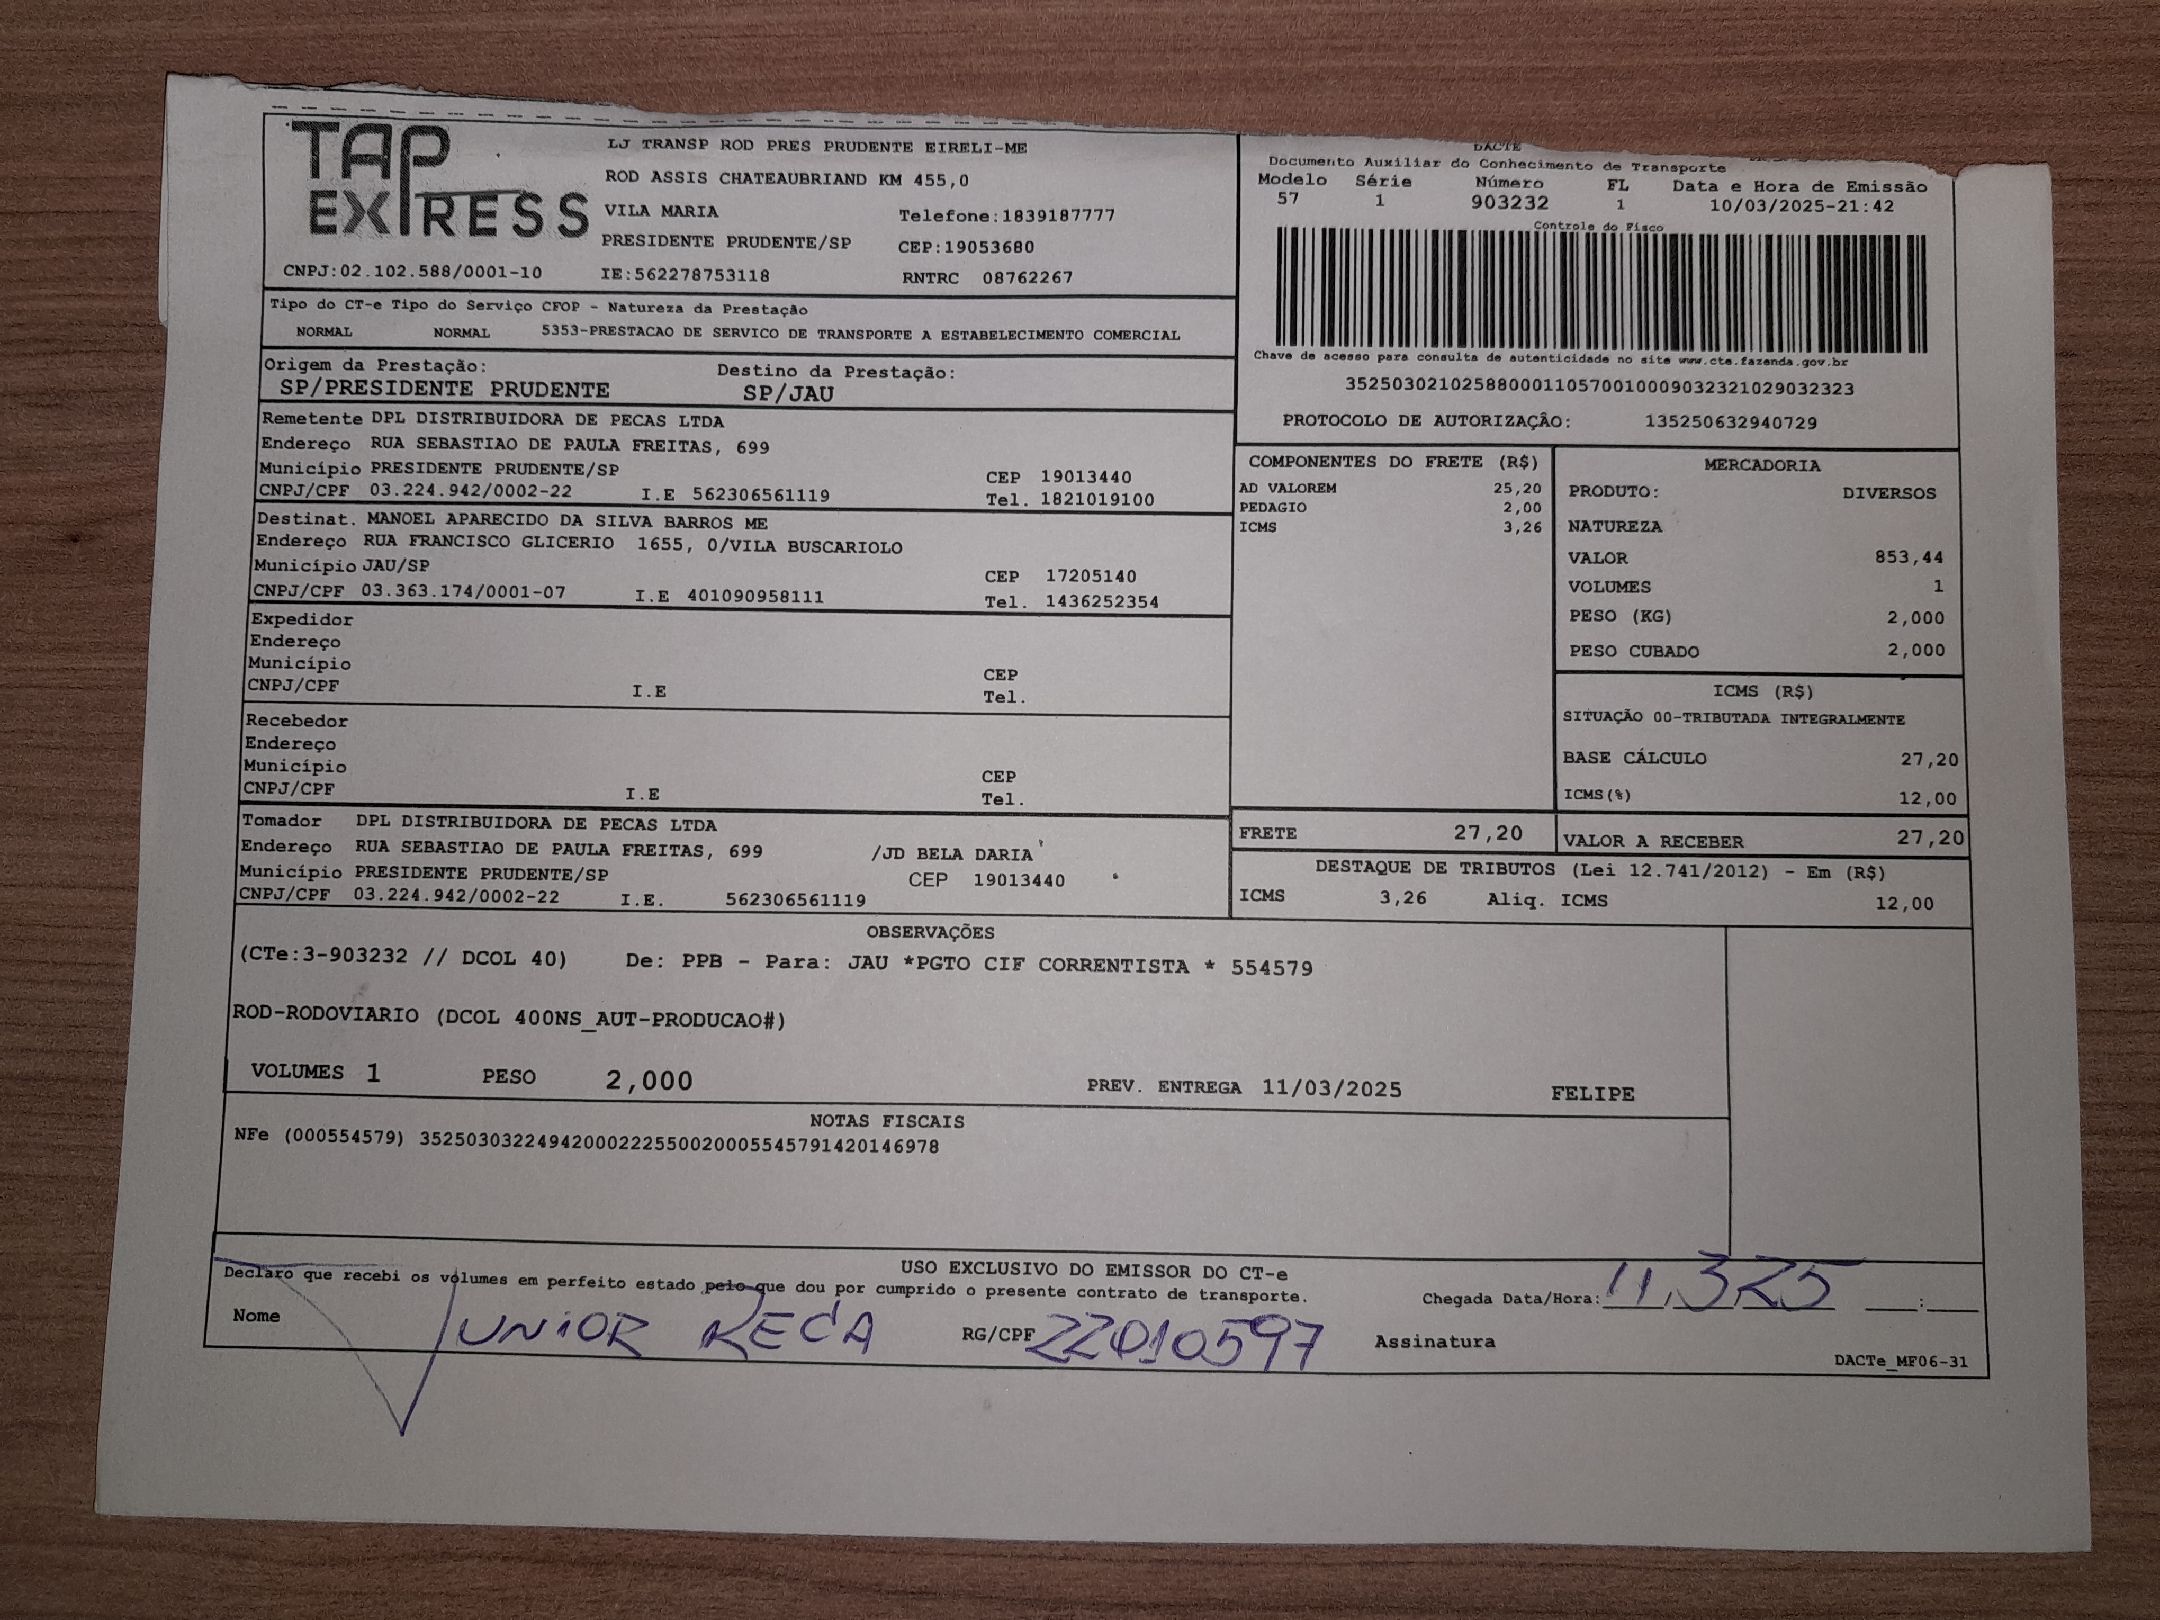 TAP
EXPRESS
LJ TRANSP ROD PRES PRUDENTE EIRELI-ME
ROD ASSIS CHATEAUBRIAND KM 455,0
VILA MARIA Telefone:1839187777
PRESIDENTE PRUDENTE/SP CEP:19053680
CNPJ:02.102.588/0001-10 IE:562278753118 RNTRC 08762267
DACTE
Documento Auxiliar do Conhecimento de Transporte
Modelo Série Número FL Data e Hora de Emissão
57 1 903232 1 10/03/2025-21:42
Controle do Fisco
Chave de acesso para consulta de autenticidade no site www.cte.fazenda.gov.br
35250302102588000110570010009032321029032323
PROTOCOLO DE AUTORIZAÇÃO: 135250632940729
Tipo do CT-e Tipo do Serviço CFOP - Natureza da Prestação
NORMAL NORMAL 5353-PRESTACAO DE SERVICO DE TRANSPORTE A ESTABELECIMENTO COMERCIAL
Origem da Prestação: Destino da Prestação:
SP/PRESIDENTE PRUDENTE SP/JAU
Remetente DPL DISTRIBUIDORA DE PECAS LTDA
Endereço RUA SEBASTIAO DE PAULA FREITAS, 699
Município PRESIDENTE PRUDENTE/SP CEP 19013440
CNPJ/CPF 03.224.942/0002-22 I.E 562306561119 Tel. 1821019100
Destinat. MANOEL APARECIDO DA SILVA BARROS ME
Endereço RUA FRANCISCO GLICERIO 1655, 0/VILA BUSCARIOLO
Município JAU/SP CEP 17205140
CNPJ/CPF 03.363.174/0001-07 I.E 401090958111 Tel. 1436252354
Expedidor
Endereço
Município CEP
CNPJ/CPF I.E Tel.
Recebedor
Endereço
Município CEP
CNPJ/CPF I.E Tel.
Tomador DPL DISTRIBUIDORA DE PECAS LTDA
Endereço RUA SEBASTIAO DE PAULA FREITAS, 699 /JD BELA DARIA
Município PRESIDENTE PRUDENTE/SP CEP 19013440
CNPJ/CPF 03.224.942/0002-22 I.E. 562306561119
COMPONENTES DO FRETE (R$)
AD VALOREM 25,20
PEDAGIO 2,00
ICMS 3,26
MERCADORIA
PRODUTO: DIVERSOS
NATUREZA
VALOR 853,44
VOLUMES 1
PESO (KG) 2,000
PESO CUBADO 2,000
ICMS (R$)
SITUAÇÃO 00-TRIBUTADA INTEGRALMENTE
BASE CÁLCULO 27,20
ICMS(%) 12,00
FRETE 27,20 VALOR A RECEBER 27,20
DESTAQUE DE TRIBUTOS (Lei 12.741/2012) - Em (R$)
ICMS 3,26 Aliq. ICMS 12,00
OBSERVAÇÕES
(CTe:3-903232 // DCOL 40) De: PPB - Para: JAU *PGTO CIF CORRENTISTA * 554579
ROD-RODOVIARIO (DCOL 400NS_AUT-PRODUCAO#)
VOLUMES 1 PESO 2,000 PREV. ENTREGA 11/03/2025 FELIPE
NOTAS FISCAIS
NFe (000554579) 35250303224942000222550020005545791420146978
USO EXCLUSIVO DO EMISSOR DO CT-e
Declaro que recebi os volumes em perfeito estado pelo que dou por cumprido o presente contrato de transporte.
Chegada Data/Hora: 11, 325 __:__
Nome JUNIOR RECA RG/CPF 22010597 Assinatura
DACTe_MF06-31